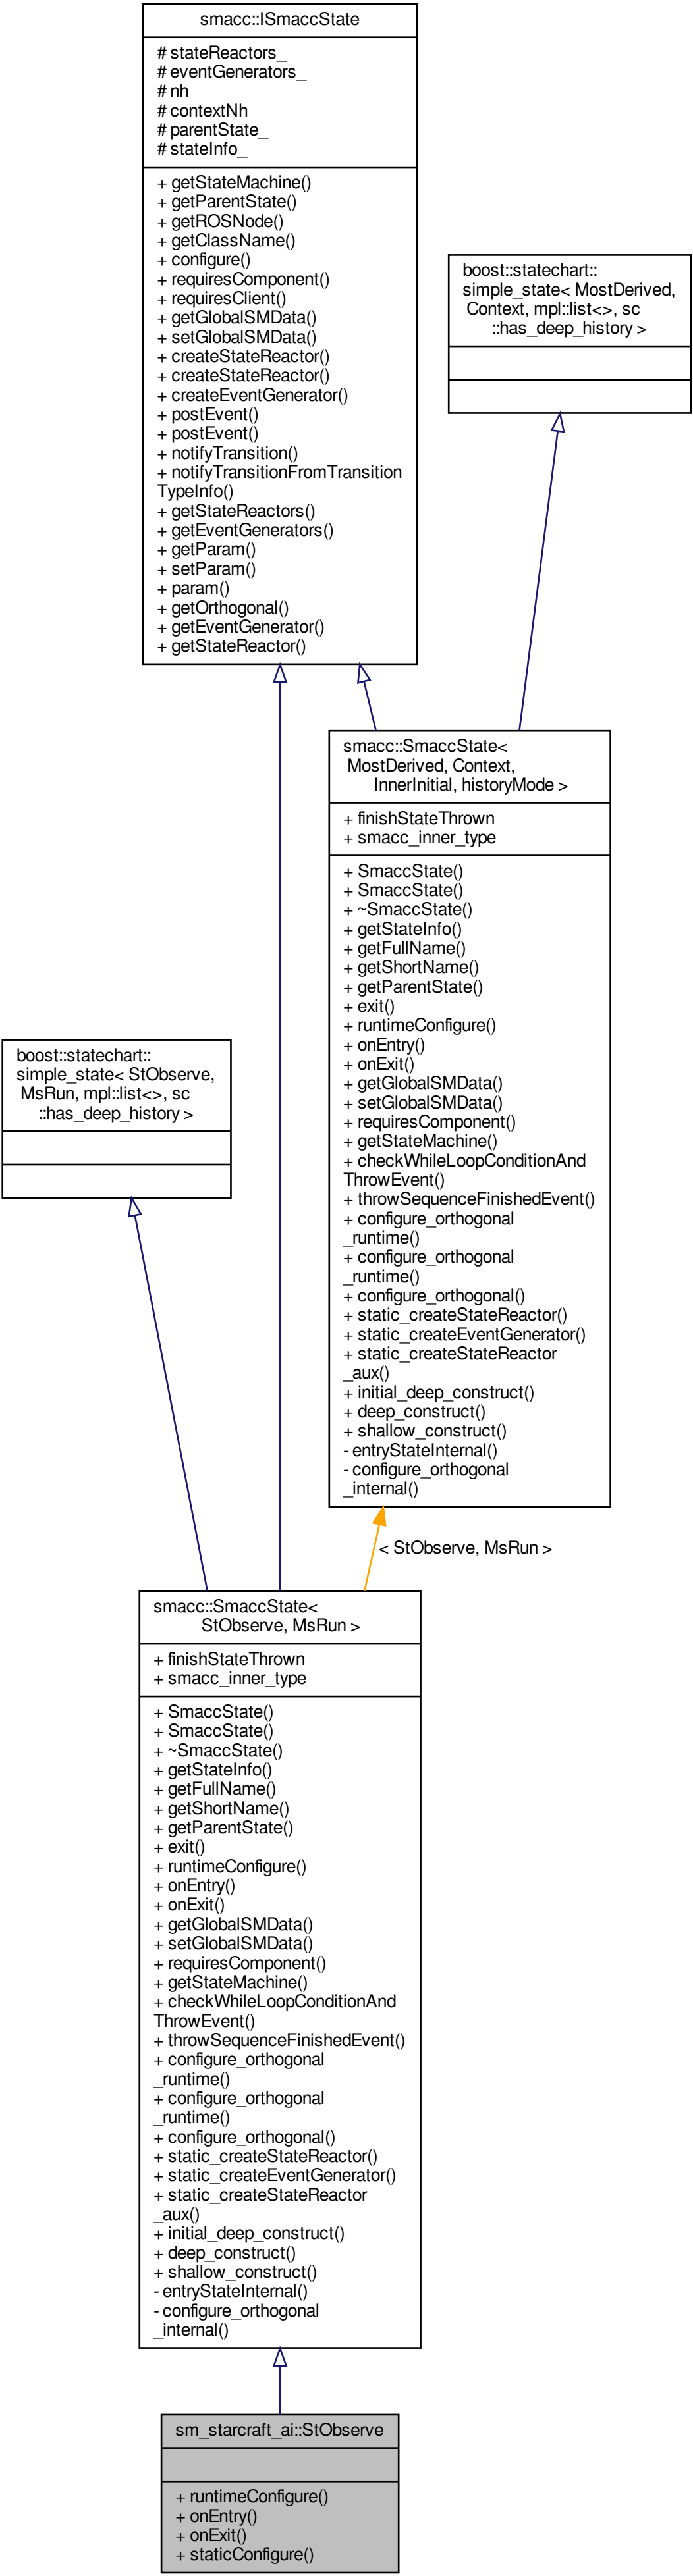 smacc::ISmaccState
# stateReactors_
# eventGenerators_
# nh
# contextNh
# parentState_
# stateInfo_
+ getStateMachine()
+ getParentState()
+ getROSNode()
+ getClassName()
+ configure()
+ requiresComponent()
+ requiresClient()
+ getGlobalSMData()
+ setGlobalSMData()
+ createStateReactor()
+ createStateReactor()
+ createEventGenerator()
+ postEvent()
+ postEvent()
+ notifyTransition()
+ notifyTransitionFromTransition
TypeInfo()
+ getStateReactors()
+ getEventGenerators()
+ getParam()
+ setParam()
+ param()
+ getOrthogonal()
+ getEventGenerator()
+ getStateReactor()
boost::statechart::
simple_state< MostDerived,
Context, mpl::list<>, sc
::has_deep_history >
smacc::SmaccState<
MostDerived, Context,
InnerInitial, historyMode >
+ finishStateThrown
+ smacc_inner_type
+ SmaccState()
+ SmaccState()
+ ~SmaccState()
+ getStateInfo()
+ getFullName()
+ getShortName()
+ getParentState()
+ exit()
+ runtimeConfigure()
+ onEntry()
+ onExit()
+ getGlobalSMData()
+ setGlobalSMData()
+ requiresComponent()
+ getStateMachine()
+ checkWhileLoopConditionAnd
ThrowEvent()
+ throwSequenceFinishedEvent()
+ configure_orthogonal
_runtime()
+ configure_orthogonal
_runtime()
+ configure_orthogonal()
+ static_createStateReactor()
+ static_createEventGenerator()
+ static_createStateReactor
_aux()
+ initial_deep_construct()
+ deep_construct()
+ shallow_construct()
- entryStateInternal()
- configure_orthogonal
_internal()
boost::statechart::
simple_state< StObserve,
MsRun, mpl::list<>, sc
::has_deep_history >
< StObserve, MsRun >
smacc::SmaccState<
StObserve, MsRun >
+ finishStateThrown
+ smacc_inner_type
+ SmaccState()
+ SmaccState()
+ ~SmaccState()
+ getStateInfo()
+ getFullName()
+ getShortName()
+ getParentState()
+ exit()
+ runtimeConfigure()
+ onEntry()
+ onExit()
+ getGlobalSMData()
+ setGlobalSMData()
+ requiresComponent()
+ getStateMachine()
+ checkWhileLoopConditionAnd
ThrowEvent()
+ throwSequenceFinishedEvent()
+ configure_orthogonal
_runtime()
+ configure_orthogonal
_runtime()
+ configure_orthogonal()
+ static_createStateReactor()
+ static_createEventGenerator()
+ static_createStateReactor
_aux()
+ initial_deep_construct()
+ deep_construct()
+ shallow_construct()
- entryStateInternal()
- configure_orthogonal
_internal()
sm_starcraft_ai::StObserve
+ runtimeConfigure()
+ onEntry()
+ onExit()
+ staticConfigure()